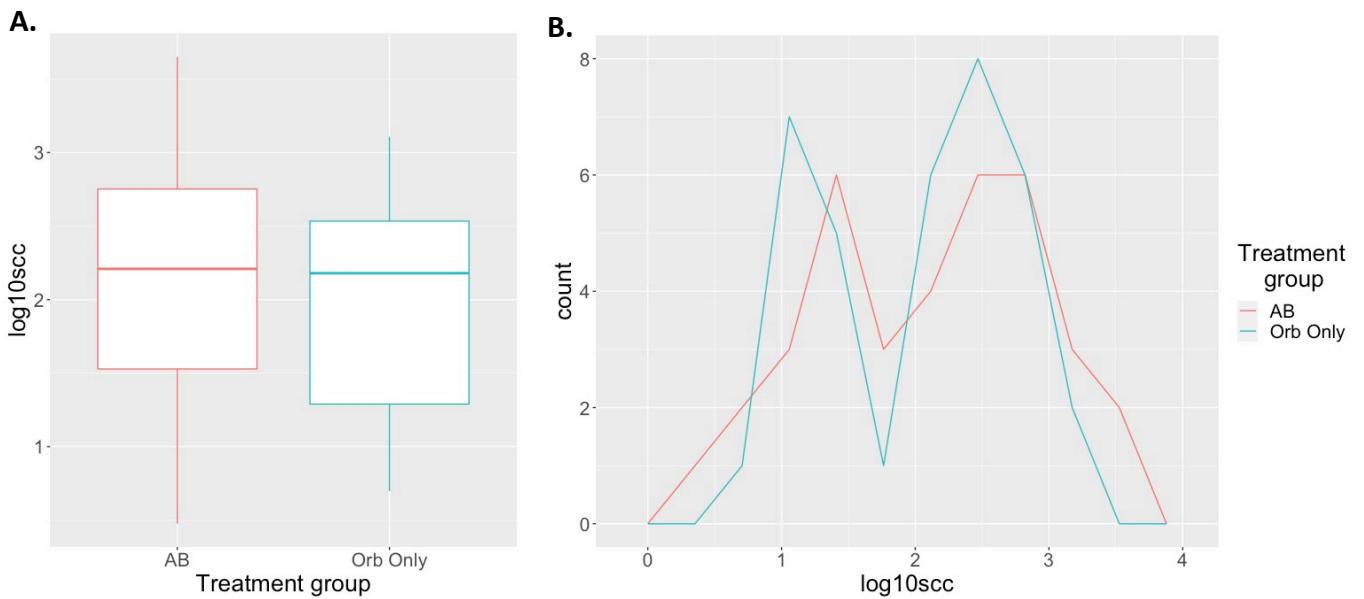 A.
3
2
1
log10scc
AB
Orb Only
Treatment group
B.
8
6
4
2
0
count
0
1
2
3
4
log10scc
Treatment
group
AB
Orb Only